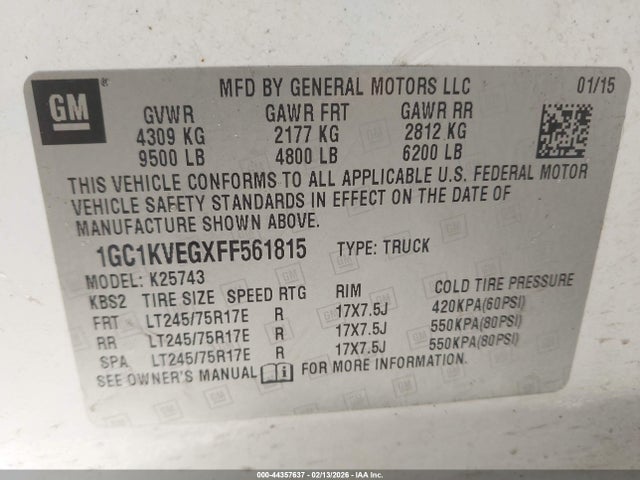 GM
®
MFD BY GENERAL MOTORS LLC 01/15
GVWR GAWR FRT GAWR RR
4309 KG 2177 KG 2812 KG
9500 LB 4800 LB 6200 LB
THIS VEHICLE CONFORMS TO ALL APPLICABLE U.S. FEDERAL MOTOR
VEHICLE SAFETY STANDARDS IN EFFECT ON THE DATE OF
MANUFACTURE SHOWN ABOVE.
1GC1KVEGXFF561815 TYPE: TRUCK
MODEL: K25743
KBS2 TIRE SIZE SPEED RTG RIM COLD TIRE PRESSURE
FRT LT245/75R17E R 17X7.5J 420KPA(60PSI)
RR LT245/75R17E R 17X7.5J 550KPA(80PSI)
SPA LT245/75R17E R 17X7.5J 550KPA(80PSI)
SEE OWNER'S MANUAL i FOR MORE INFORMATION.
000-44357637 - 02/13/2026 - IAA Inc.